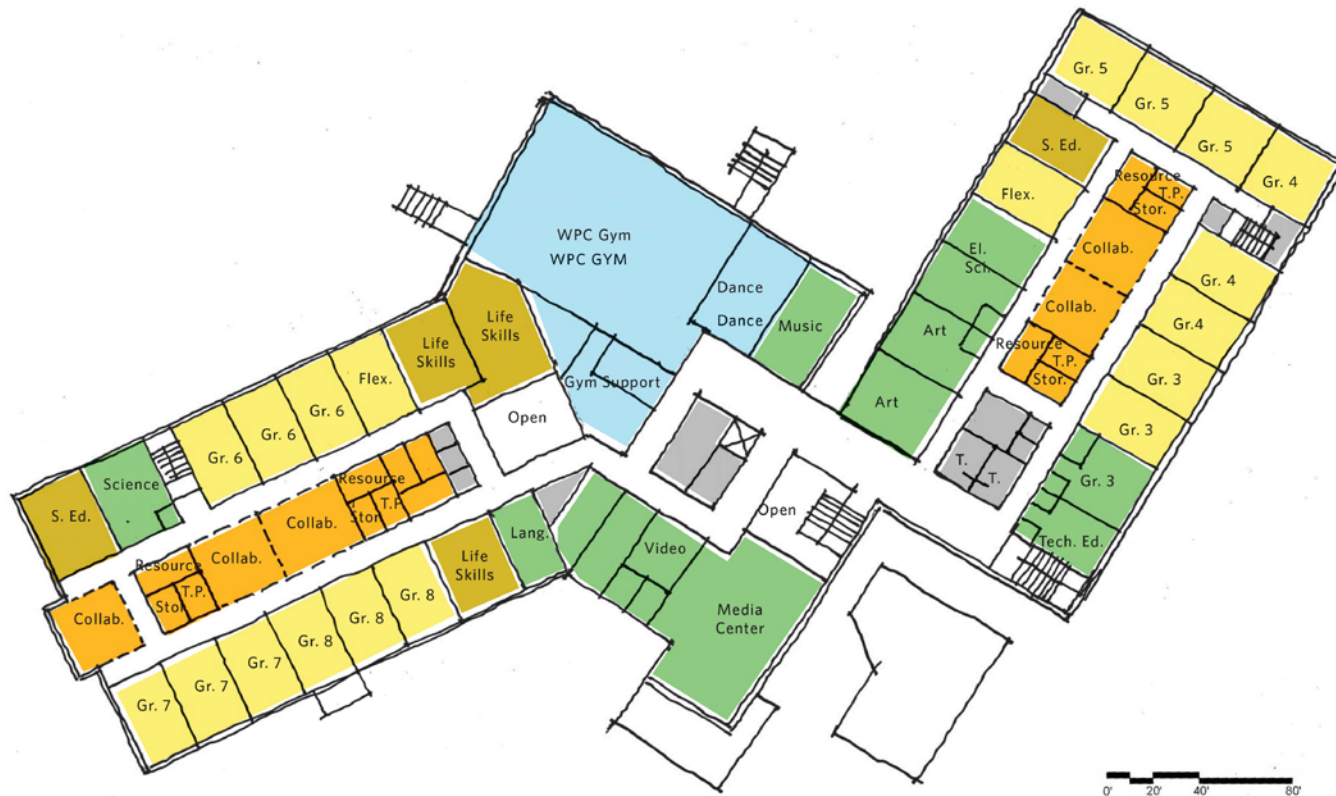 Gr. 5
Gr. 5
Gr. 5
Gr. 4
S. Ed.
Flex.
El.
Sci.
Art
Art
Resource
T.P.
Stor.
Collab.
Collab.
Resource
T.P.
Stor.
Gr. 4
Gr.4
Gr. 3
Gr. 3
Gr. 3
Tech. Ed.
T.
T.
WPC Gym
WPC GYM
Dance
Dance
Music
Gym Support
Life
Skills
Life
Skills
Open
Flex.
Gr. 6
Gr. 6
Gr. 6
Science
S. Ed.
Resourse
Stor.
T.P.
Collab.
Collab.
Resource
T.P.
Stor.
Collab.
Gr. 7
Gr. 7
Gr. 7
Gr. 8
Gr. 8
Gr. 8
Life
Skills
Lang.
Video
Open
Media
Center
0' 20' 40' 80'